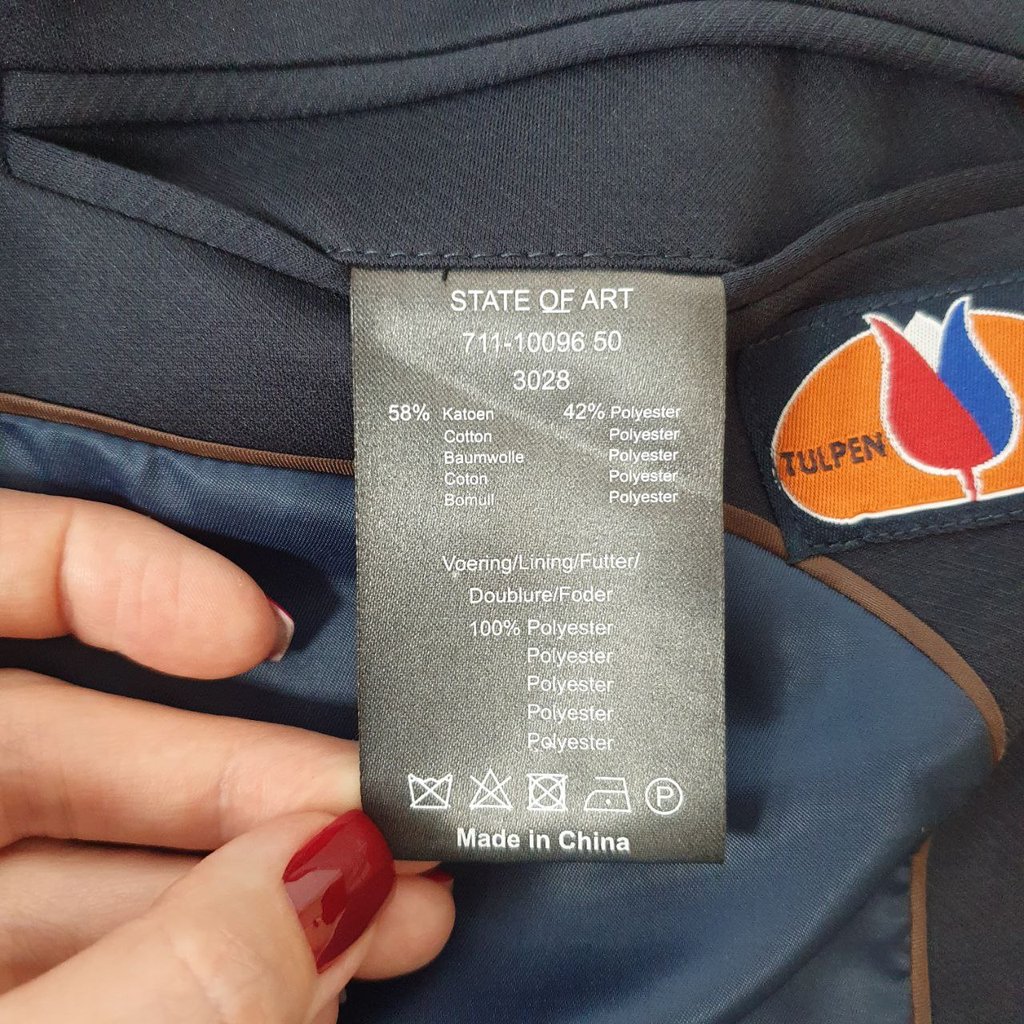 STATE OF ART
711-10096 50
3028
58% Katoen 42% Polyester
Cotton Polyester
Baumwolle Polyester
Coton Polyester
Bomull Polyester
Voering/Lining/Futter/
Doublure/Foder
100% Polyester
Polyester
Polyester
Polyester
Polyester
P
Made in China
TULPEN